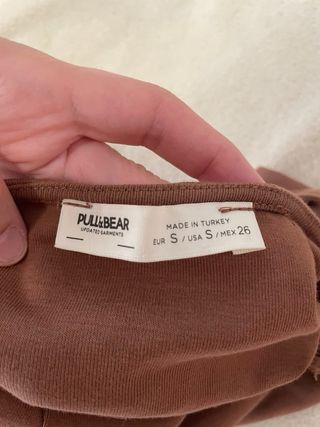 PULL&BEAR
UPDATED GARMENTS
MADE IN TURKEY
EUR S / USA S / MEX 26